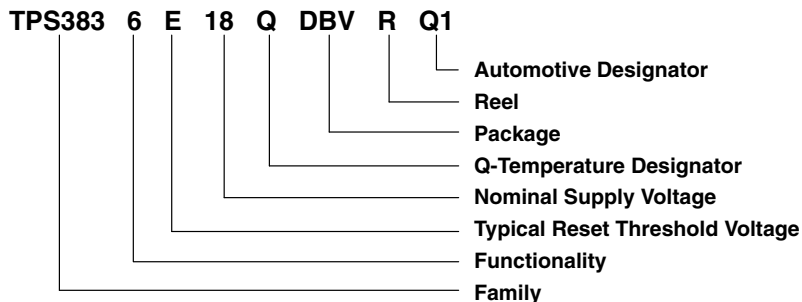 TPS383 6 E 18 Q DBV R Q1
Automotive Designator
Reel
Package
Q-Temperature Designator
Nominal Supply Voltage
Typical Reset Threshold Voltage
Functionality
Family